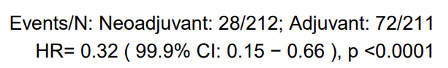 Events/N: Neoadjuvant: 28/212; Adjuvant: 72/211
HR= 0.32 ( 99.9% CI: 0.15 − 0.66 ), p <0.0001